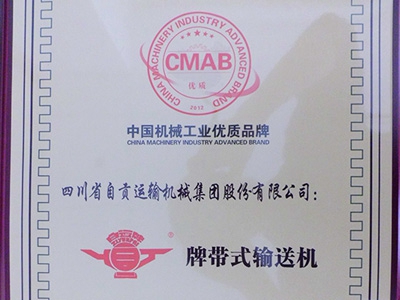 CHINA MACHINERY INDUSTRY ADVANCED BRAND
CMAB
优质
2012
中国机械工业优质品牌
CHINA MACHINERY INDUSTRY ADVANCED BRAND
四川省自贡运输机械集团股份有限公司：
® 牌带式输送机